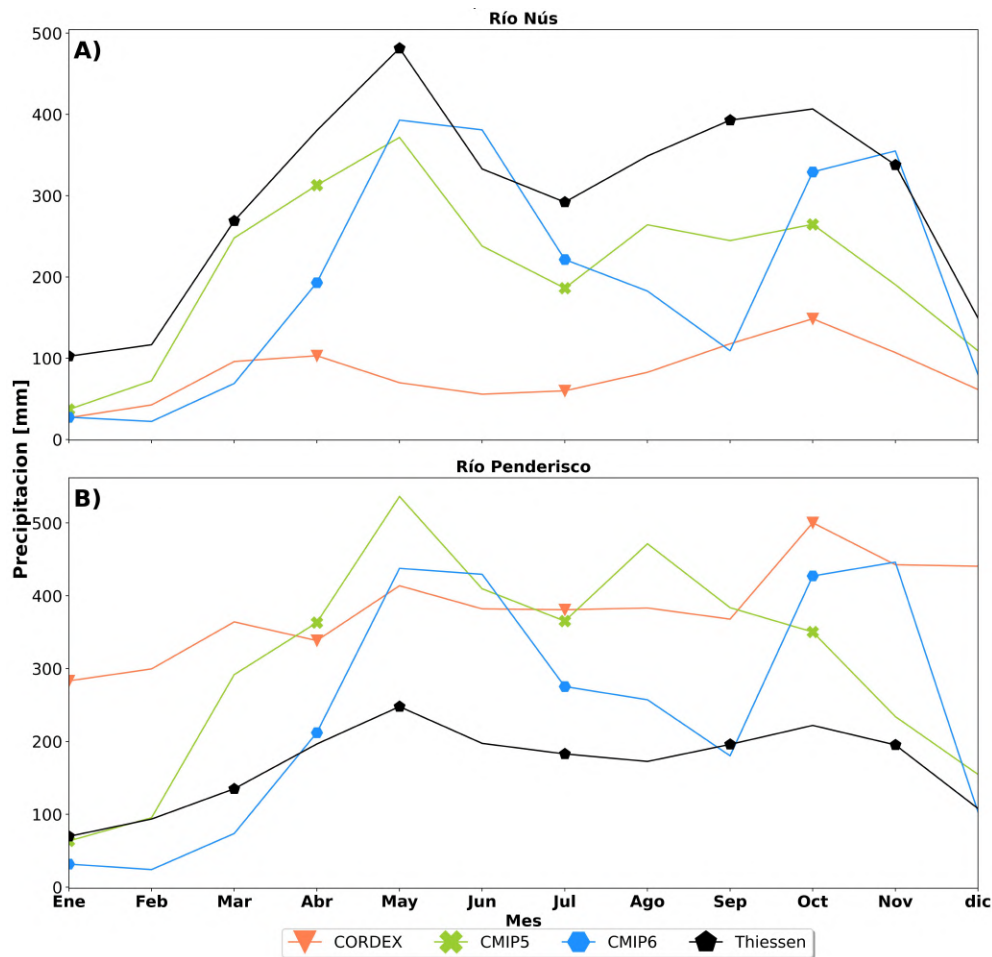 Río Nús
A)
500
400
300
200
100
0
Precipitacion [mm]
Río Penderisco
B)
500
400
300
200
100
0
Ene Feb Mar Abr May Jun Jul Ago Sep Oct Nov dic
Mes
CORDEX CMIP5 CMIP6 Thiessen